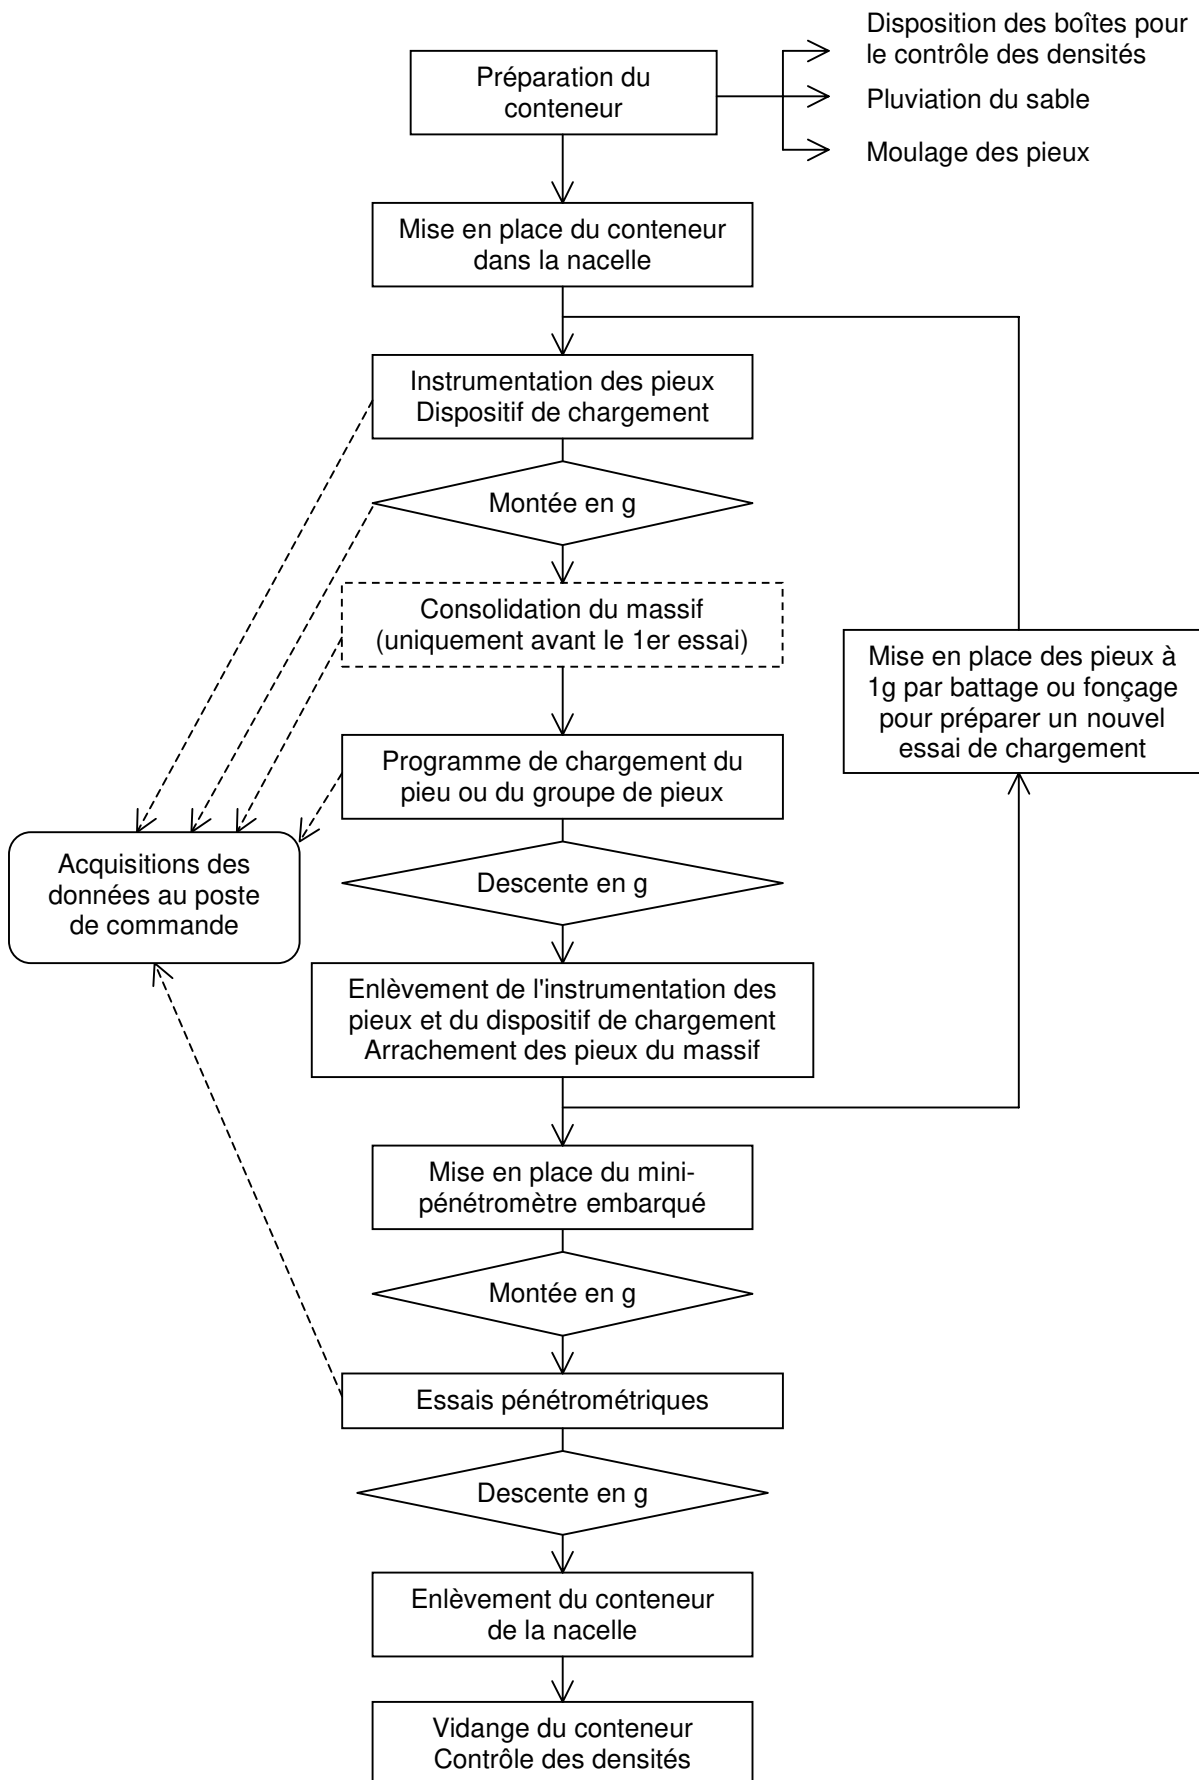 Disposition des boîtes pour
le contrôle des densités
Préparation du
conteneur
Pluviation du sable
Moulage des pieux
Mise en place du conteneur
dans la nacelle
Instrumentation des pieux
Dispositif de chargement
Montée en g
Consolidation du massif
(uniquement avant le 1er essai)
Mise en place des pieux à
1g par battage ou fonçage
pour préparer un nouvel
essai de chargement
Programme de chargement du
pieu ou du groupe de pieux
Acquisitions des
données au poste
de commande
Descente en g
Enlèvement de l'instrumentation des
pieux et du dispositif de chargement
Arrachement des pieux du massif
Mise en place du mini-
pénétromètre embarqué
Montée en g
Essais pénétrométriques
Descente en g
Enlèvement du conteneur
de la nacelle
Vidange du conteneur
Contrôle des densités